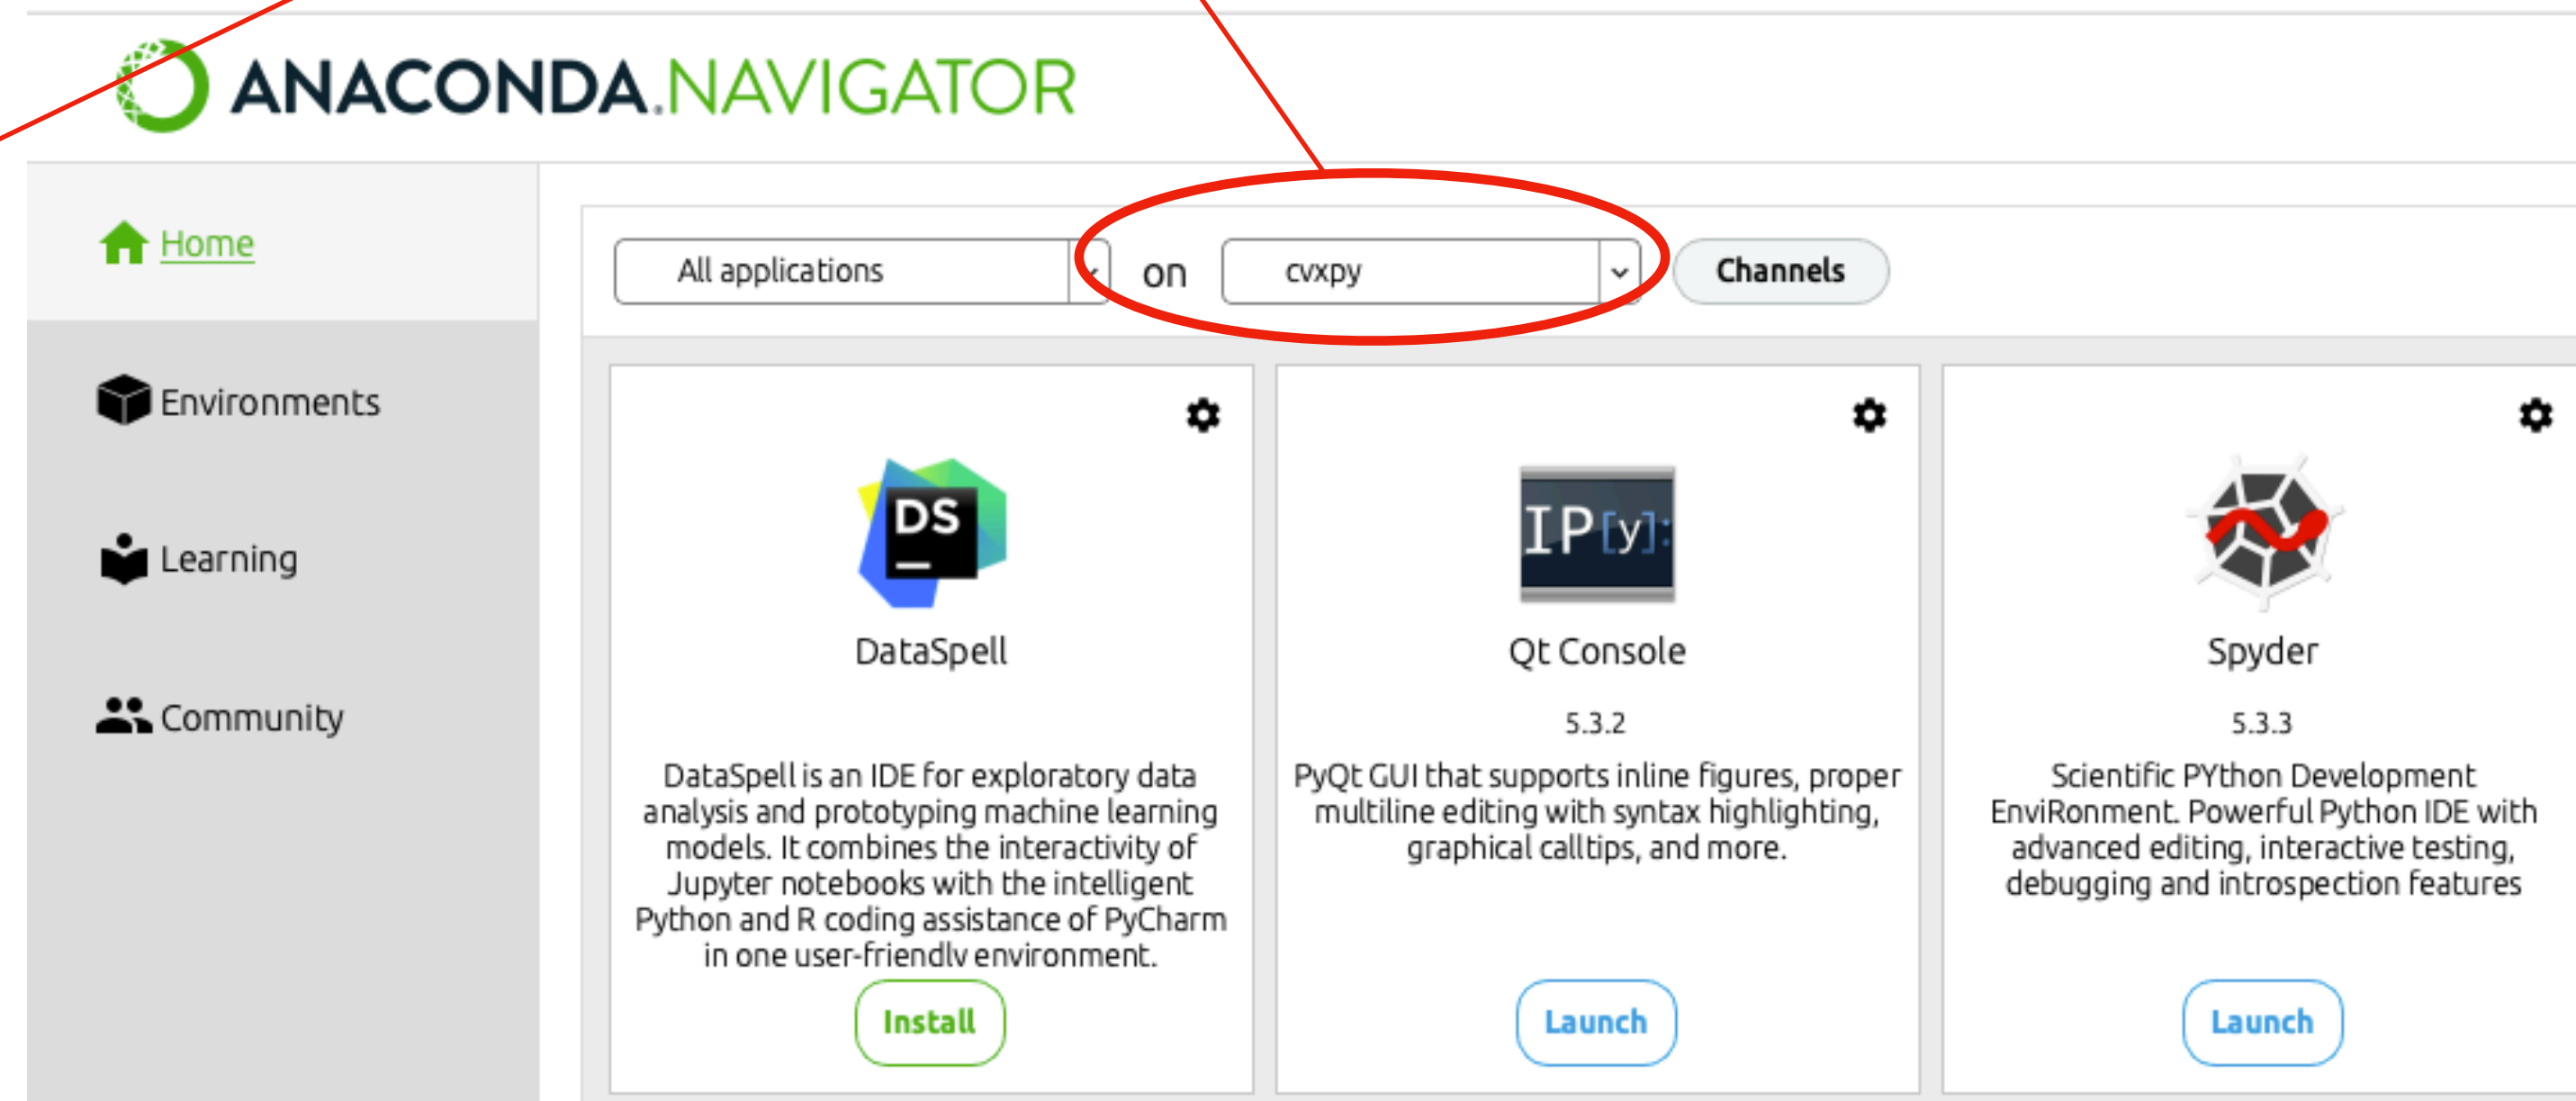 ANACONDA.NAVIGATOR
Home
All applications
on
cvxpy
Channels
Environments
Learning
Community
DS
DataSpell
DataSpell is an IDE for exploratory data
analysis and prototyping machine learning
models. It combines the interactivity of
Jupyter notebooks with the intelligent
Python and R coding assistance of PyCharm
in one user-friendly environment.
Install
IP[y]:
Qt Console
5.3.2
PyQt GUI that supports inline figures, proper
multiline editing with syntax highlighting,
graphical calltips, and more.
Launch
Spyder
5.3.3
Scientific PYthon Development
EnviRonment. Powerful Python IDE with
advanced editing, interactive testing,
debugging and introspection features
Launch